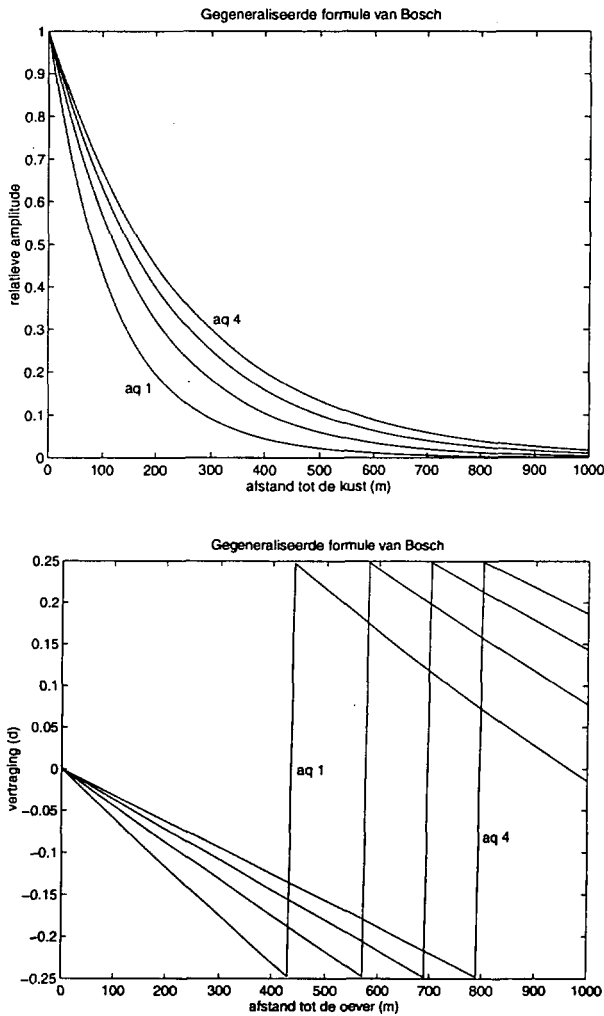 Gegeneraliseerde formule van Bosch
1
0.9
0.8
0.7
0.6
0.5
0.4
0.3
0.2
0.1
0
relatieve amplitude
aq 4
aq 1
0 100 200 300 400 500 600 700 800 900 1000
afstand tot de kust (m)
Gegeneraliseerde formule van Bosch
0.25
0.2
0.15
0.1
0.05
0
−0.05
−0.1
−0.15
−0.2
−0.25
vertraging (d)
aq 1
aq 4
0 100 200 300 400 500 600 700 800 900 1000
afstand tot de oever (m)